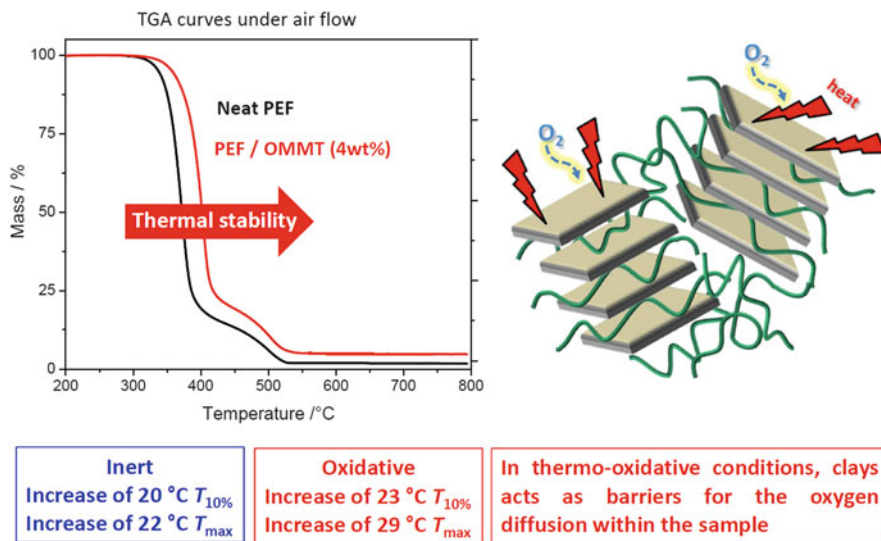 TGA curves under air flow
100
75
50
25
0
Mass / %
200 300 400 500 600 700 800
Temperature /°C
Neat PEF
PEF / OMMT (4wt%)
Thermal stability
O₂
heat
O₂
Inert
Increase of 20 °C T₁₀%
Increase of 22 °C Tmax
Oxidative
Increase of 23 °C T₁₀%
Increase of 29 °C Tmax
In thermo-oxidative conditions, clays
acts as barriers for the oxygen
diffusion within the sample